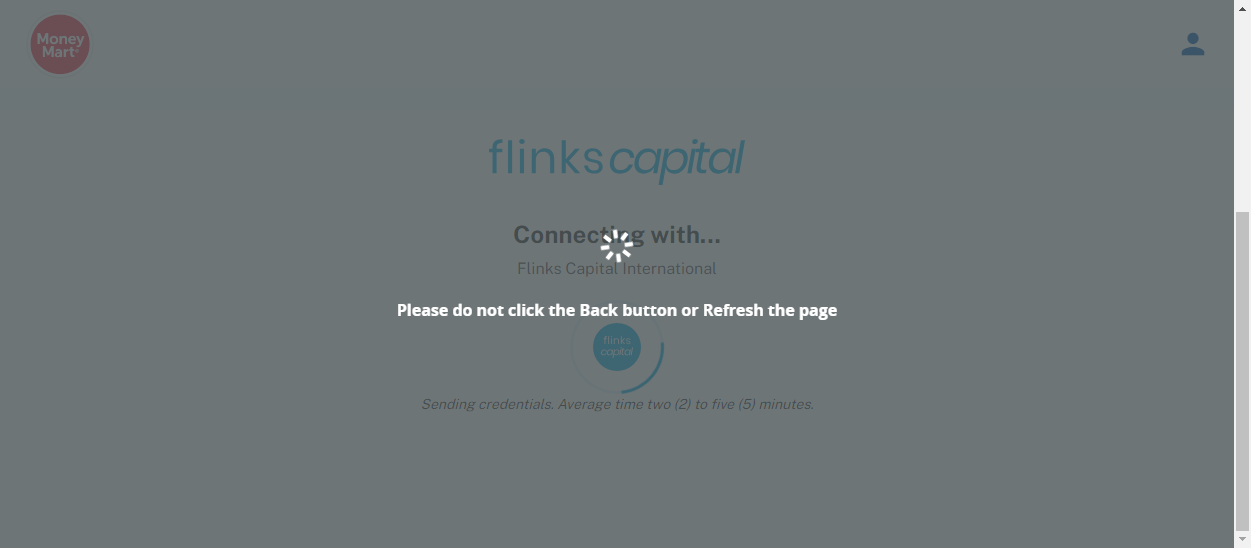 Money
Mart
flinks capital
Connecting with...
Flinks Capital International
Please do not click the Back button or Refresh the page
flinks
capital
Sending credentials. Average time two (2) to five (5) minutes.